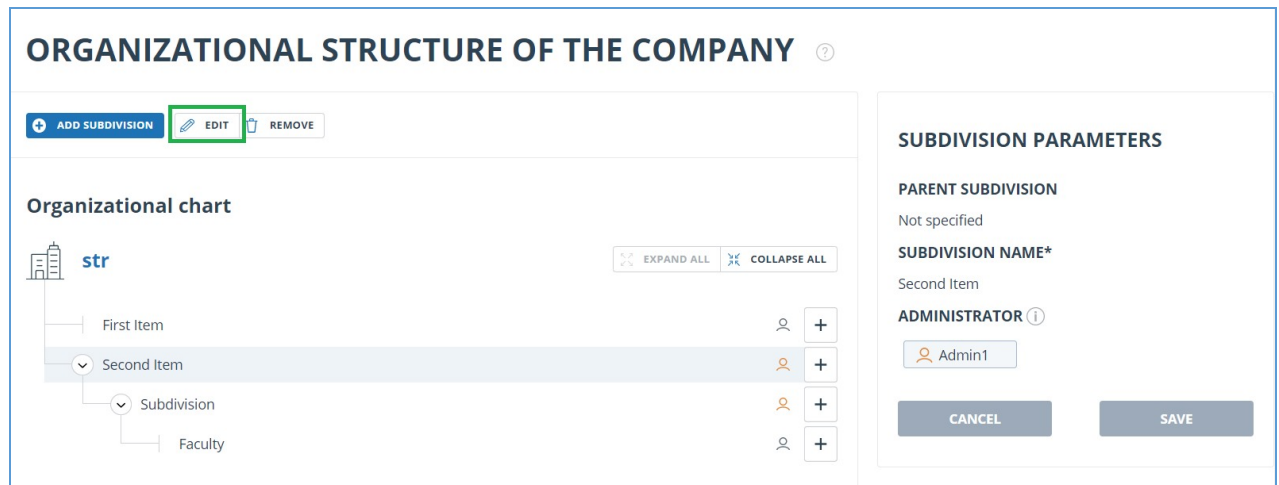 ORGANIZATIONAL STRUCTURE OF THE COMPANY ?
ADD SUBDIVISION EDIT REMOVE
Organizational chart
str
EXPAND ALL COLLAPSE ALL
First Item
Second Item
Subdivision
Faculty
SUBDIVISION PARAMETERS
PARENT SUBDIVISION
Not specified
SUBDIVISION NAME*
Second Item
ADMINISTRATOR i
Admin1
CANCEL SAVE